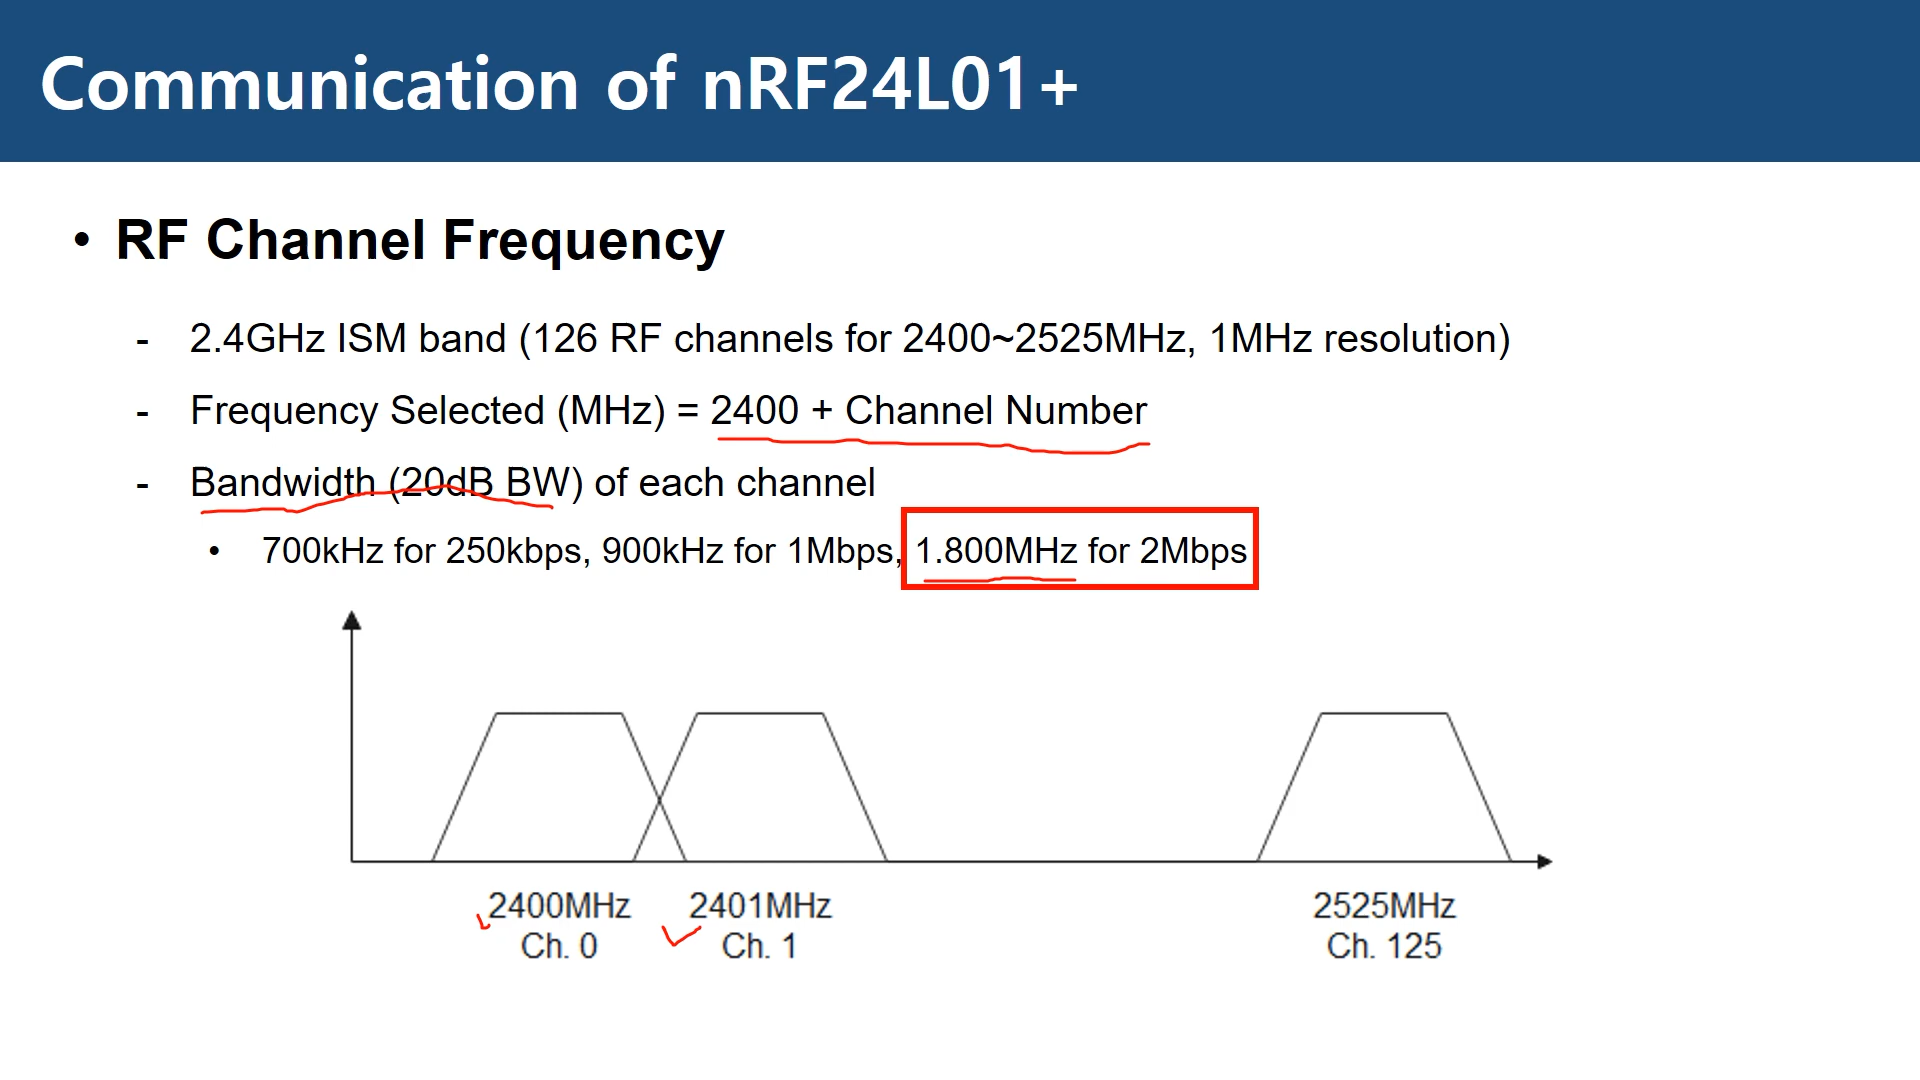 Communication of nRF24L01+
• RF Channel Frequency
- 2.4GHz ISM band (126 RF channels for 2400~2525MHz, 1MHz resolution)
- Frequency Selected (MHz) = 2400 + Channel Number
- Bandwidth (20dB BW) of each channel
• 700kHz for 250kbps, 900kHz for 1Mbps, 1.800MHz for 2Mbps
2400MHz 2401MHz 2525MHz
Ch. 0 Ch. 1 Ch. 125